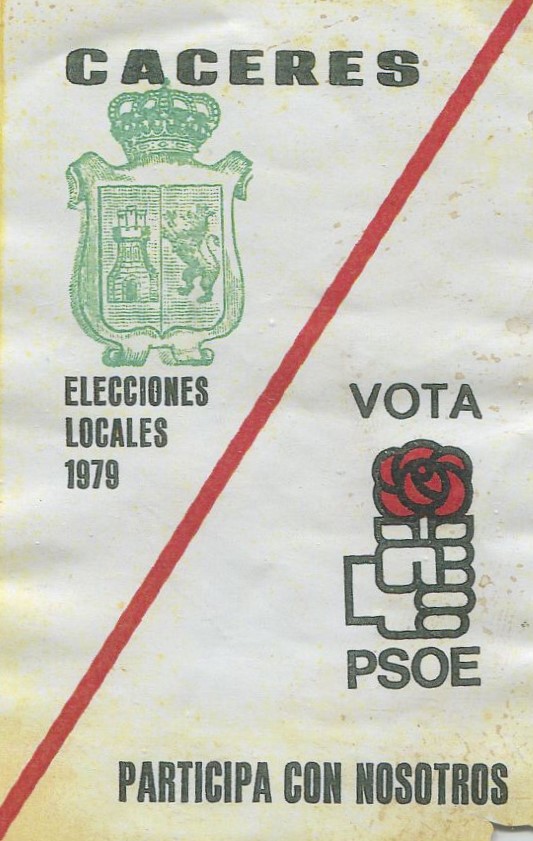 CACERES
ELECCIONES
LOCALES
1979
VOTA
PSOE
PARTICIPA CON NOSOTROS